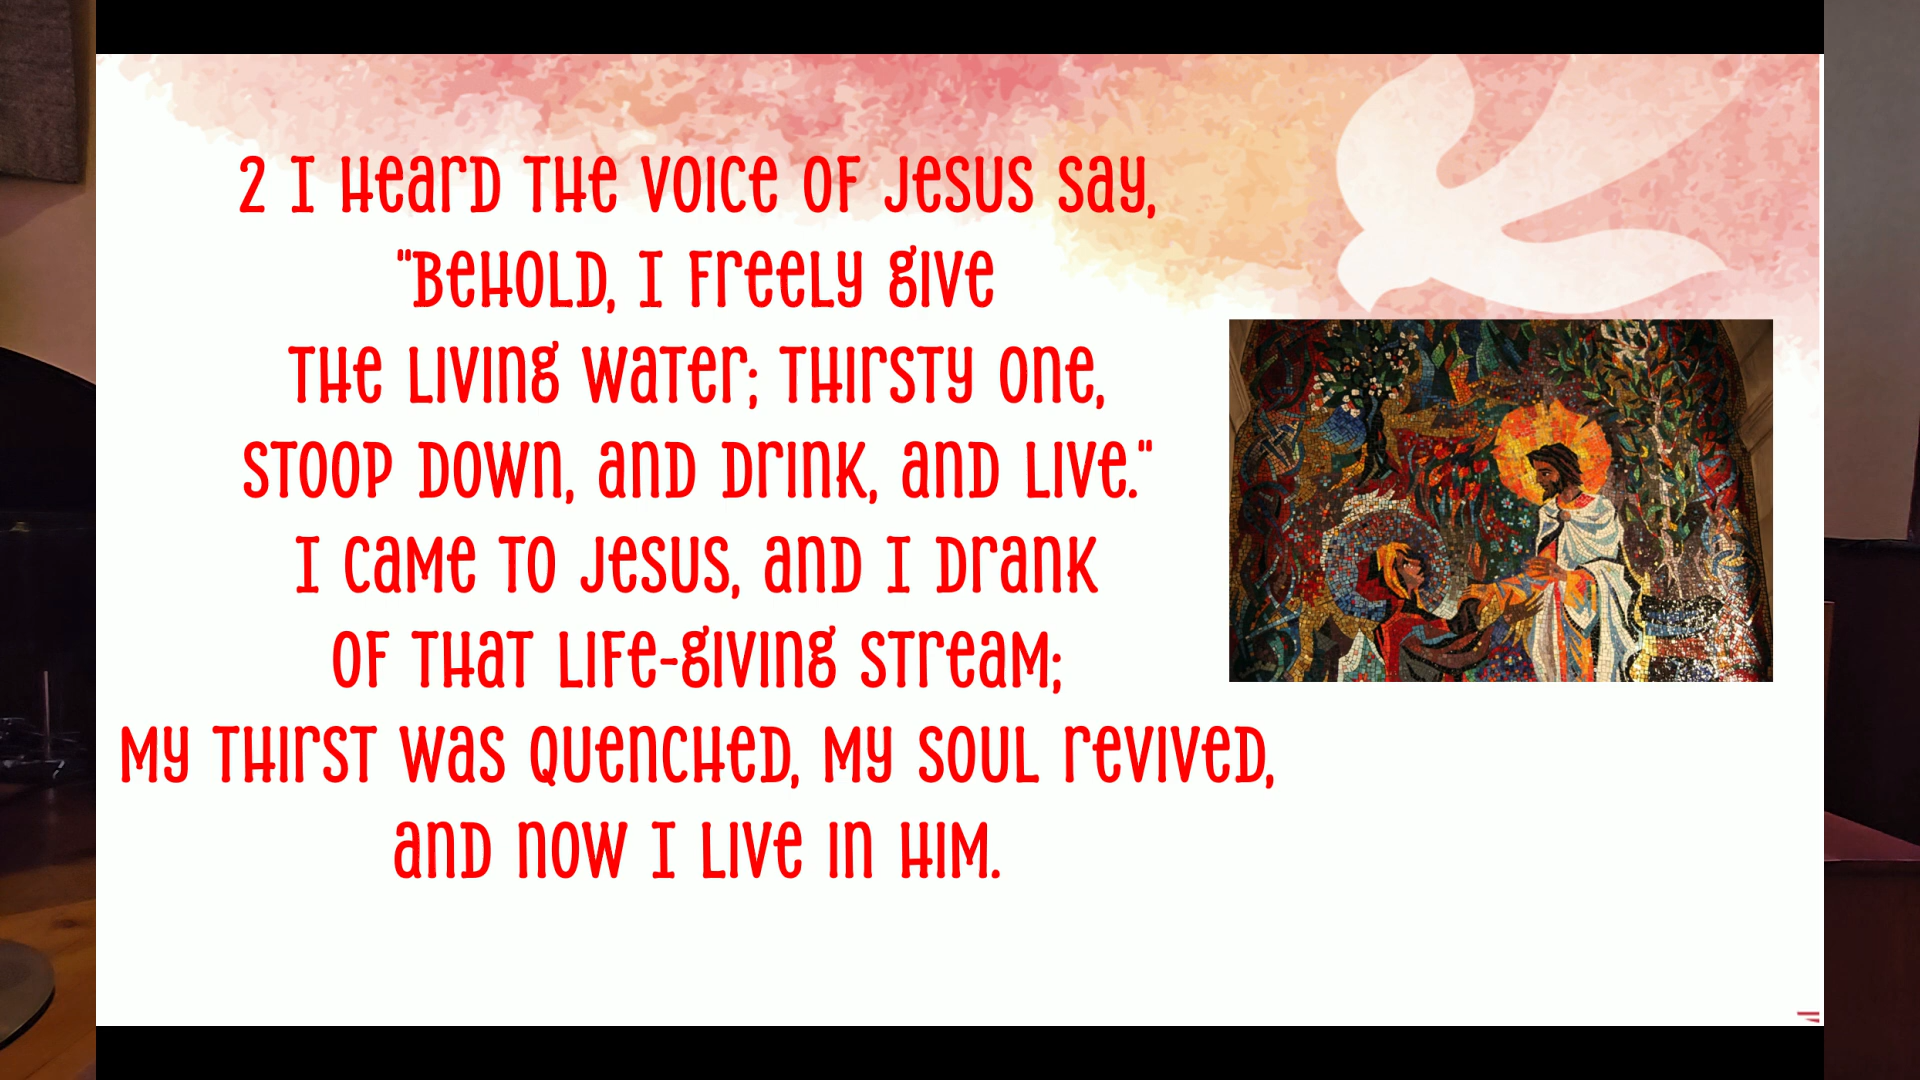 2 I heard the voice of Jesus say,
"Behold, I freely give
the living water; thirsty one,
stoop down, and drink, and live."
I came to Jesus, and I drank
of that life-giving stream;
my thirst was quenched, my soul revived,
and now I live in him.